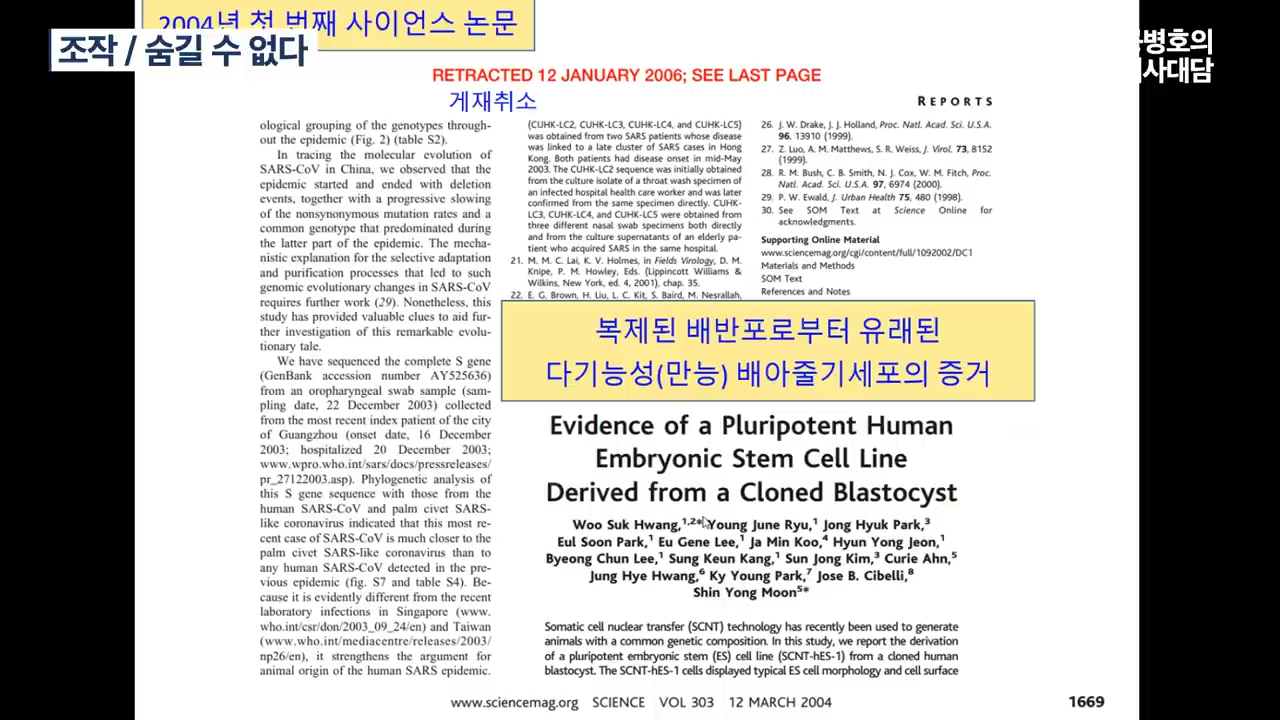 2004년 첫 번째 사이언스 논문
조작 / 숨길 수 없다
병호의
사대담
RETRACTED 12 JANUARY 2006; SEE LAST PAGE
게재취소
REPORTS
ological grouping of the genotypes through-
out the epidemic (Fig. 2) (table S2).
In tracing the molecular evolution of
SARS-CoV in China, we observed that the
epidemic started and ended with deletion
events, together with a progressive slowing
of the nonsynonymous mutation rates and a
common genotype that predominated during
the latter part of the epidemic. The mecha-
nistic explanation for the selective adaptation
and purification processes that led to such
genomic evolutionary changes in SARS-CoV
requires further work (29). Nonetheless, this
study has provided valuable clues to aid fur-
ther investigation of this remarkable evolu-
tionary tale.
We have sequenced the complete S gene
(GenBank accession number AY525636)
from an oropharyngeal swab sample (sam-
pling date, 22 December 2003) collected
from the most recent index patient of the city
of Guangzhou (onset date, 16 December
2003; hospitalized 20 December 2003;
www.wpro.who.int/sars/docs/pressreleases/
pr_27122003.asp). Phylogenetic analysis of
this S gene sequence with those from the
human SARS-CoV and palm civet SARS-
like coronavirus indicated that this most re-
cent case of SARS-CoV is much closer to the
palm civet SARS-like coronavirus than to
any human SARS-CoV detected in the pre-
vious epidemic (fig. S7 and table S4). Be-
cause it is evidently different from the recent
laboratory infections in Singapore (www.
who.int/csr/don/2003_09_24/en) and Taiwan
(www.who.int/mediacentre/releases/2003/
np26/en), it strengthens the argument for
animal origin of the human SARS epidemic.
(CUHK-LC2, CUHK-LC3, CUHK-LC4, and CUHK-LC5)
was obtained from two SARS patients whose disease
was linked to a late cluster of SARS cases in Hong
Kong. Both patients had disease onset in mid-May
2003. The CUHK-LC2 sequence was initially obtained
from the culture isolate of a throat wash specimen of
an infected hospital health care worker and was later
confirmed from the same specimen directly. CUHK-
LC3, CUHK-LC4, and CUHK-LC5 were obtained from
three different nasal swab specimens both directly
and from the culture supernatants of an elderly pa-
tient who acquired SARS in the same hospital.
21. M. M. C. Lai, K. V. Holmes, in Fields Virology, D. M.
Knipe, P. M. Howley, Eds. (Lippincott Williams &
Wilkins, New York, ed. 4, 2001), chap. 35.
22. E. G. Brown, H. Liu, L. C. Kit, S. Baird, M. Nesrallah,
26. J. W. Drake, J. J. Holland, Proc. Natl. Acad. Sci. U.S.A.
96, 13910 (1999).
27. Z. Luo, A. M. Matthews, S. R. Weiss, J. Virol. 73, 8152
(1999).
28. R. M. Bush, C. B. Smith, N. J. Cox, W. M. Fitch, Proc.
Natl. Acad. Sci. U.S.A. 97, 6974 (2000).
29. P. W. Ewald, J. Urban Health 75, 480 (1998).
30. See SOM Text at Science Online for
acknowledgments.
Supporting Online Material
www.sciencemag.org/cgi/content/full/1092002/DC1
Materials and Methods
SOM Text
References and Notes
복제된 배반포로부터 유래된
다기능성(만능) 배아줄기세포의 증거
Evidence of a Pluripotent Human
Embryonic Stem Cell Line
Derived from a Cloned Blastocyst
Woo Suk Hwang,1,2* Young June Ryu,1 Jong Hyuk Park,3
Eul Soon Park,1 Eu Gene Lee,1 Ja Min Koo,4 Hyun Yong Jeon,1
Byeong Chun Lee,1 Sung Keun Kang,1 Sun Jong Kim,3 Curie Ahn,5
Jung Hye Hwang,6 Ky Young Park,7 Jose B. Cibelli,8
Shin Yong Moon5*
Somatic cell nuclear transfer (SCNT) technology has recently been used to generate
animals with a common genetic composition. In this study, we report the derivation
of a pluripotent embryonic stem (ES) cell line (SCNT-hES-1) from a cloned human
blastocyst. The SCNT-hES-1 cells displayed typical ES cell morphology and cell surface
www.sciencemag.org SCIENCE VOL 303 12 MARCH 2004
1669